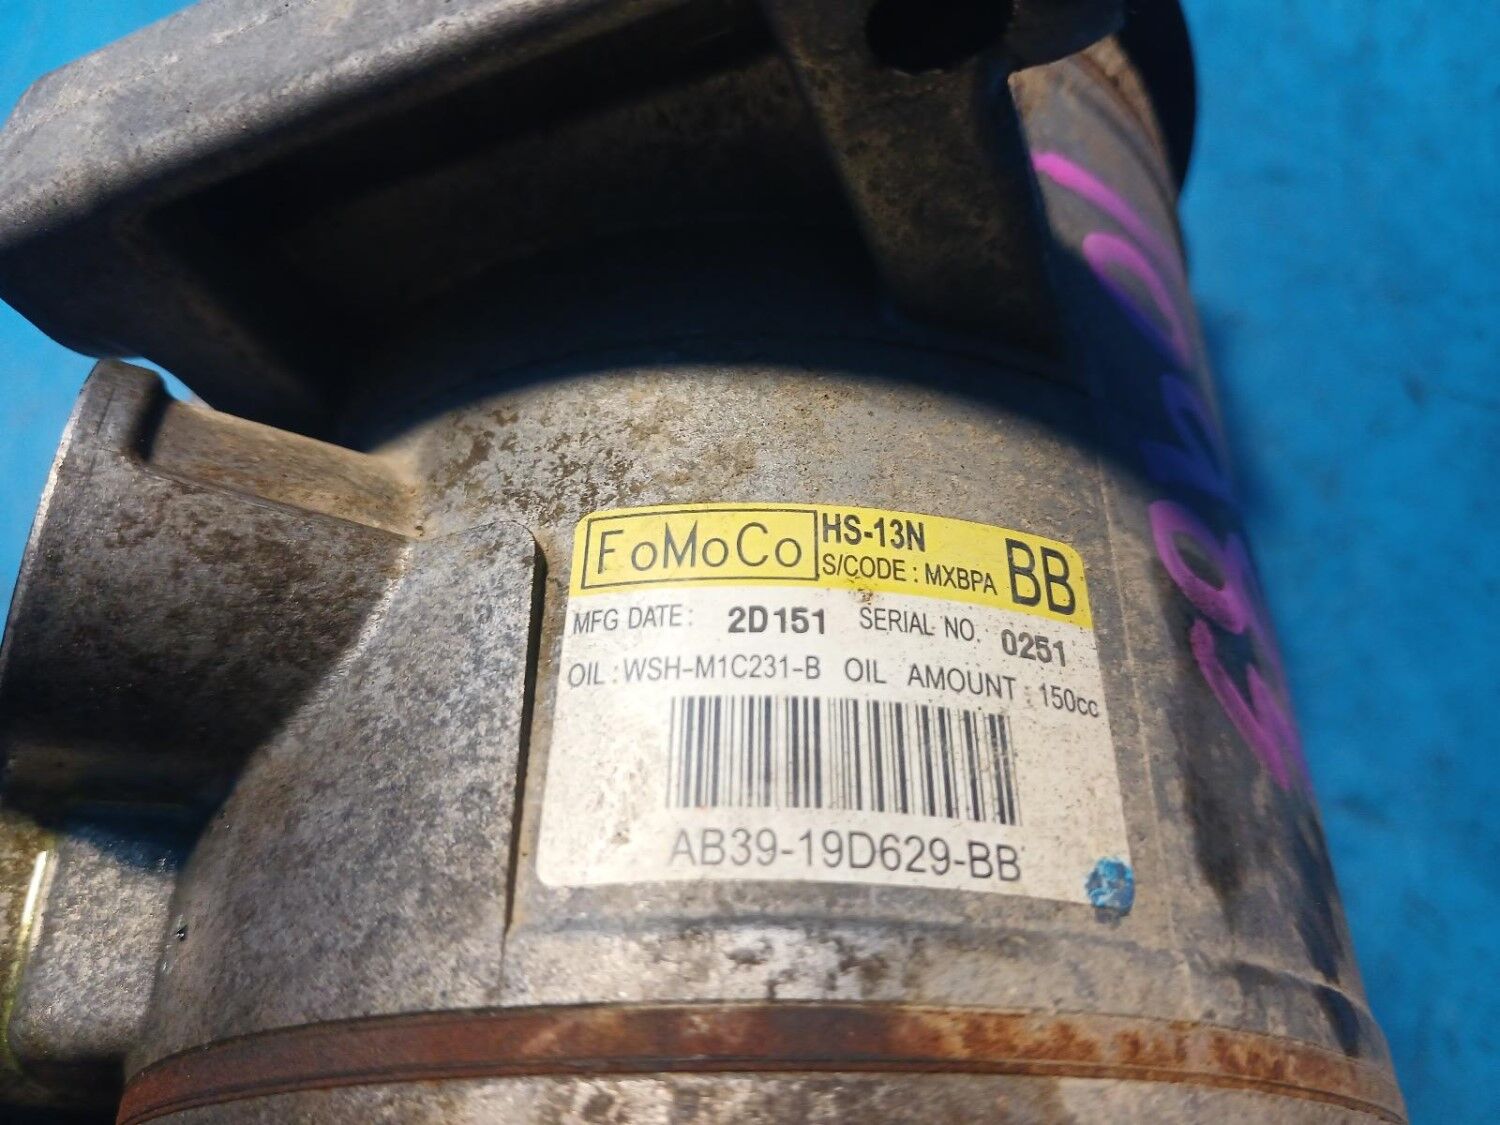 FoMoCo HS-13N BB
S/CODE : MXBPA
MFG DATE: 2D151 SERIAL NO. 0251
OIL : WSH-M1C231-B OIL AMOUNT : 150cc
AB39-19D629-BB